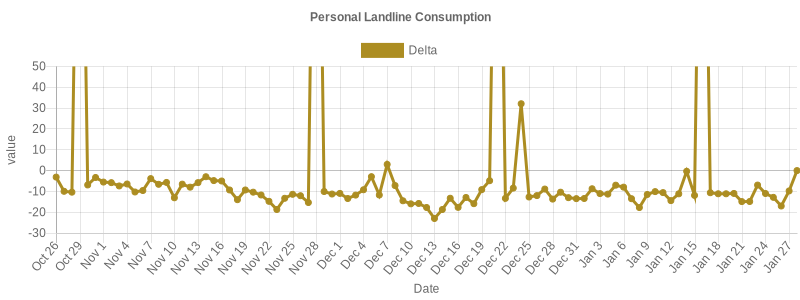 Personal Landline Consumption
Delta
50
40
30
20
10
0
-10
-20
-30
value
Oct 26
Oct 29
Nov 1
Nov 4
Nov 7
Nov 10
Nov 13
Nov 16
Nov 19
Nov 22
Nov 25
Nov 28
Dec 1
Dec 4
Dec 7
Dec 10
Dec 13
Dec 16
Dec 19
Dec 22
Dec 25
Dec 28
Dec 31
Jan 3
Jan 6
Jan 9
Jan 12
Jan 15
Jan 18
Jan 21
Jan 24
Jan 27
Date